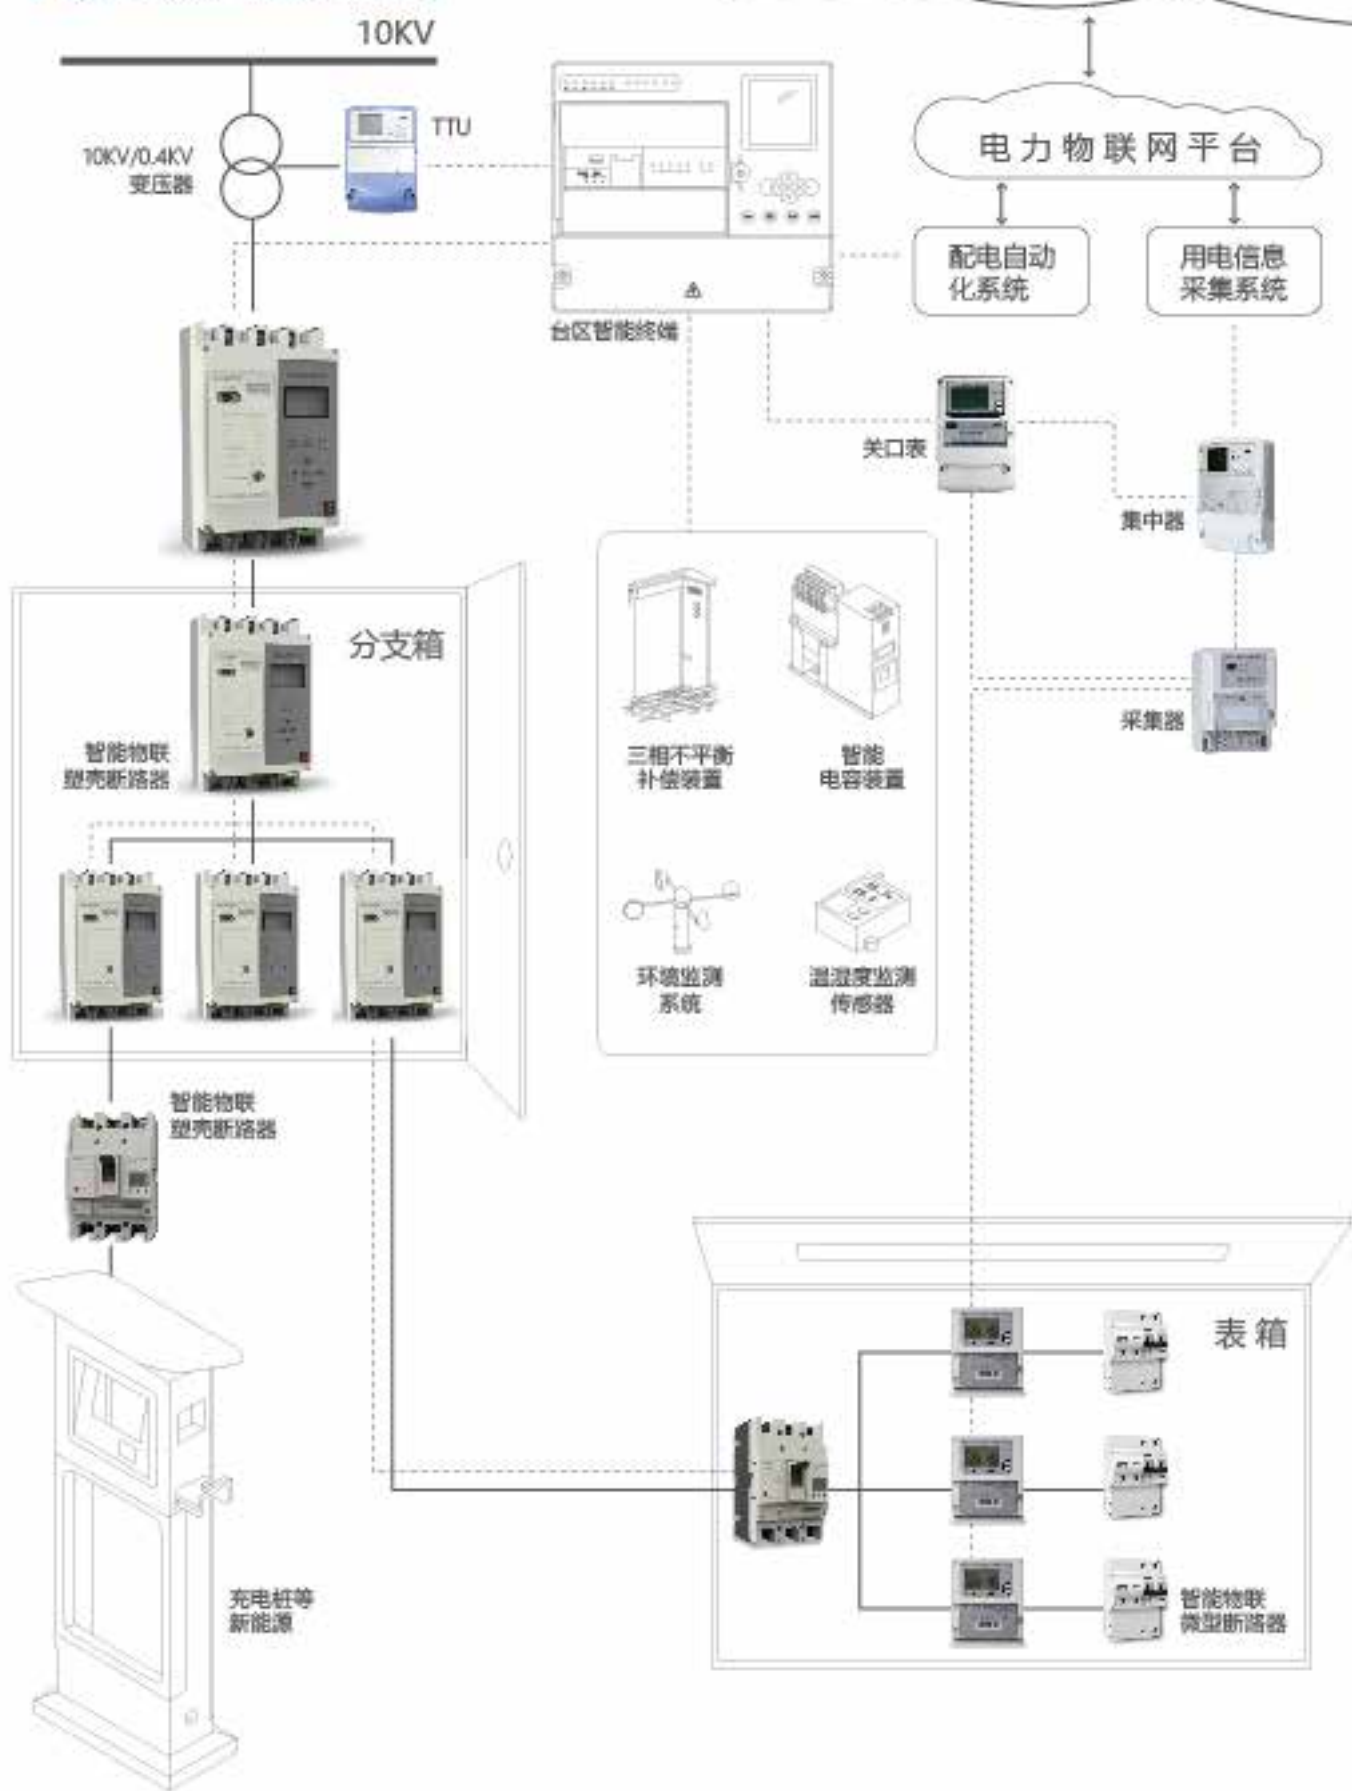 10KV
TTU
10KV/0.4KV
变压器
电力物联网平台
配电自动
化系统
用电信息
采集系统
台区智能终端
关口表
集中器
分支箱
采集器
智能物联
塑壳断路器
三相不平衡
补偿装置
智能
电容装置
环境监测
系统
温湿度监测
传感器
智能物联
塑壳断路器
表箱
充电桩等
新能源
智能物联
微型断路器